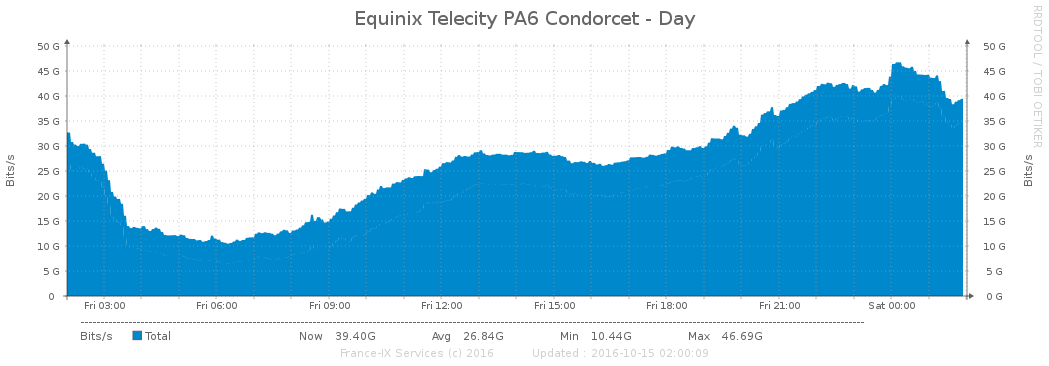 Equinix Telecity PA6 Condorcet - Day
RRDTOOL / TOBI OETIKER
Bits/s
50 G
45 G
40 G
35 G
30 G
25 G
20 G
15 G
10 G
5 G
0
50 G
45 G
40 G
35 G
30 G
25 G
20 G
15 G
10 G
5 G
0 G
Bits/s
Fri 03:00 Fri 06:00 Fri 09:00 Fri 12:00 Fri 15:00 Fri 18:00 Fri 21:00 Sat 00:00
Bits/s Total Now 39.40G Avg 26.84G Min 10.44G Max 46.69G
France-IX Services (c) 2016 Updated : 2016-10-15 02:00:09